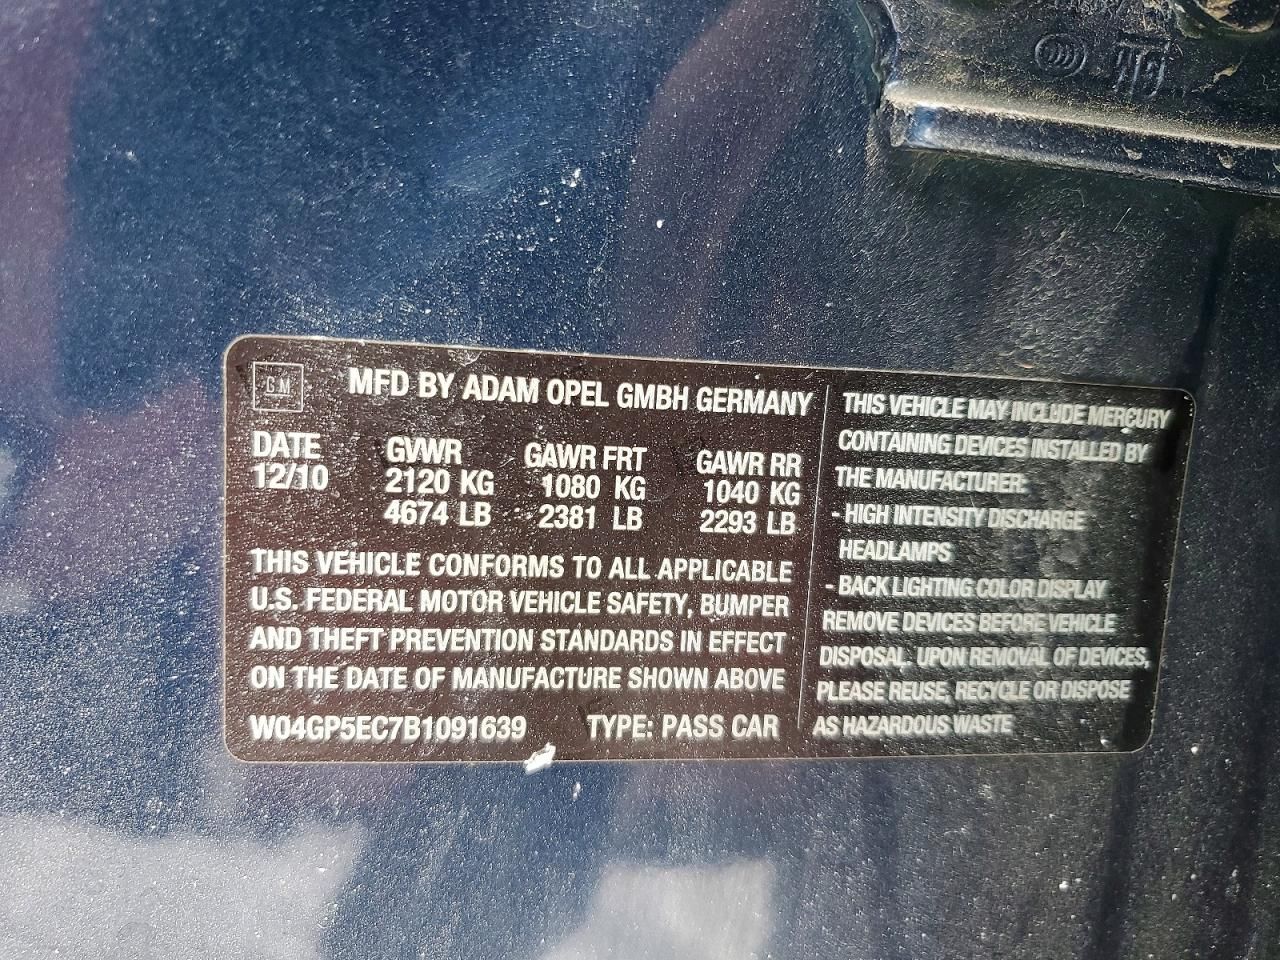 GM
MFD BY ADAM OPEL GMBH GERMANY
DATE GVWR GAWR FRT GAWR RR
12/10 2120 KG 1080 KG 1040 KG
4674 LB 2381 LB 2293 LB
THIS VEHICLE CONFORMS TO ALL APPLICABLE
U.S. FEDERAL MOTOR VEHICLE SAFETY, BUMPER
AND THEFT PREVENTION STANDARDS IN EFFECT
ON THE DATE OF MANUFACTURE SHOWN ABOVE
W04GP5EC7B1091639 TYPE: PASS CAR
THIS VEHICLE MAY INCLUDE MERCURY
CONTAINING DEVICES INSTALLED BY
THE MANUFACTURER:
- HIGH INTENSITY DISCHARGE
HEADLAMPS
- BACK LIGHTING COLOR DISPLAY
REMOVE DEVICES BEFORE VEHICLE
DISPOSAL. UPON REMOVAL OF DEVICES,
PLEASE REUSE, RECYCLE OR DISPOSE
AS HAZARDOUS WASTE